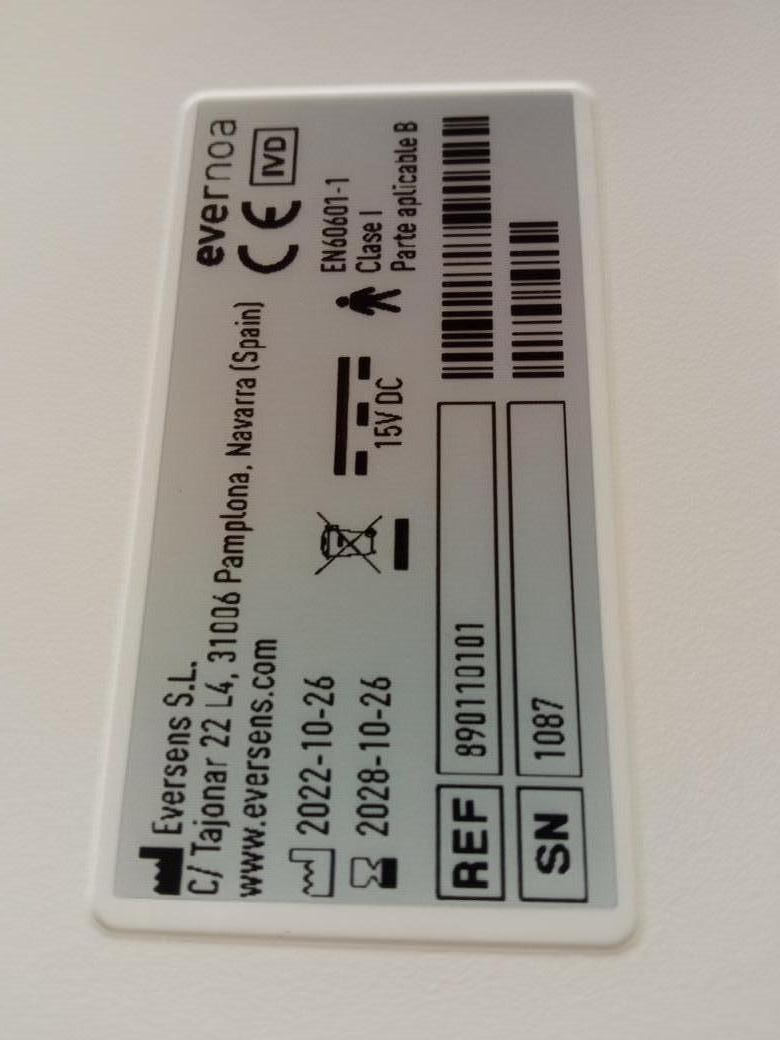 Eversens S.L.
C/ Tajonar 22 L4, 31006 Pamplona, Navarra (Spain)
www.eversens.com
evernoa
CE IVD
2022-10-26
2028-10-26
15V DC
EN60601-1
Clase I
Parte aplicable B
REF 890110101
SN 1087